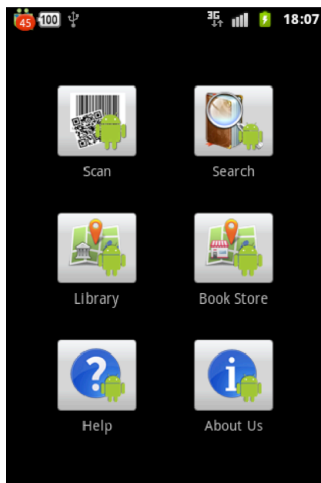 45 100 3G 18:07
Scan Search
Library Book Store
? i
Help About Us